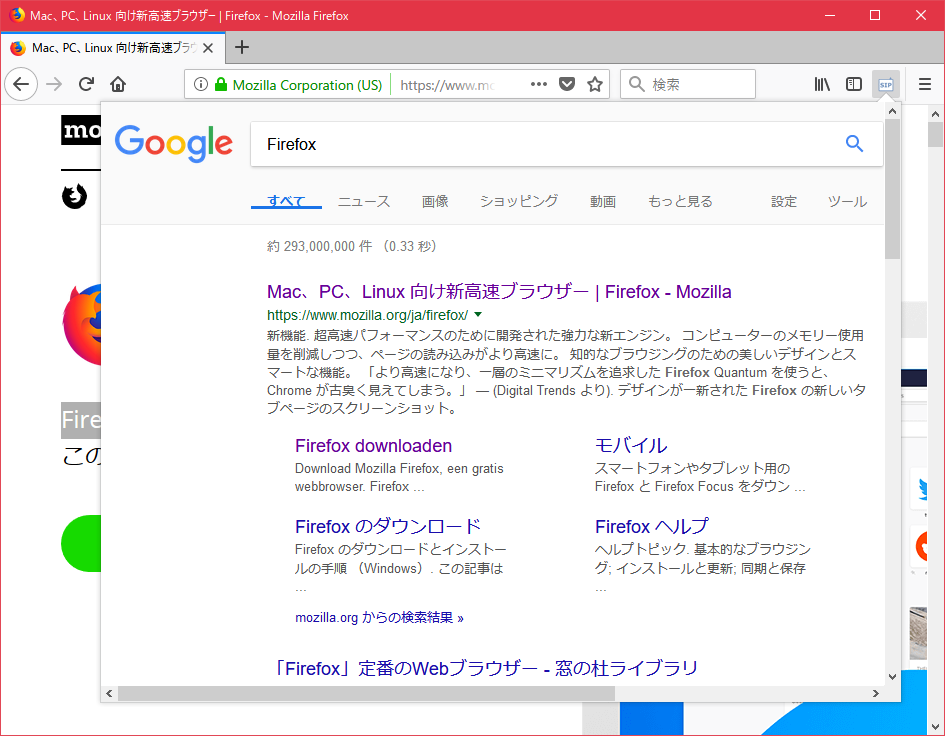 Mac、PC、Linux 向け新高速ブラウザー | Firefox - Mozilla Firefox
Mac、PC、Linux 向け新高速ブラウ
Mozilla Corporation (US) https://www.mo 検索 SIP
mo
Google Firefox
すべて ニュース 画像 ショッピング 動画 もっと見る 設定 ツール
約 293,000,000 件 （0.33 秒）
Mac、PC、Linux 向け新高速ブラウザー | Firefox - Mozilla
https://www.mozilla.org/ja/firefox/
新機能. 超高速パフォーマンスのために開発された強力な新エンジン。 コンピューターのメモリー使用
量を削減しつつ、ページの読み込みがより高速に。 知的なブラウジングのための美しいデザインとス
マートな機能。 「より高速になり、一層のミニマリズムを追求した Firefox Quantum を使うと、
Chrome が古臭く見えてしまう。」 — (Digital Trends より). デザインが一新された Firefox の新しいタ
ブページのスクリーンショット。
Fire
この
Firefox downloaden
Download Mozilla Firefox, een gratis
webbrowser. Firefox ...
モバイル
スマートフォンやタブレット用の
Firefox と Firefox Focus をダウン ...
Firefox のダウンロード
Firefox のダウンロードとインストー
ルの手順 （Windows）. この記事は
...
Firefox ヘルプ
ヘルプトピック. 基本的なブラウジン
グ; インストールと更新; 同期と保存
...
mozilla.org からの検索結果 »
「Firefox」定番のWebブラウザー - 窓の杜ライブラリ